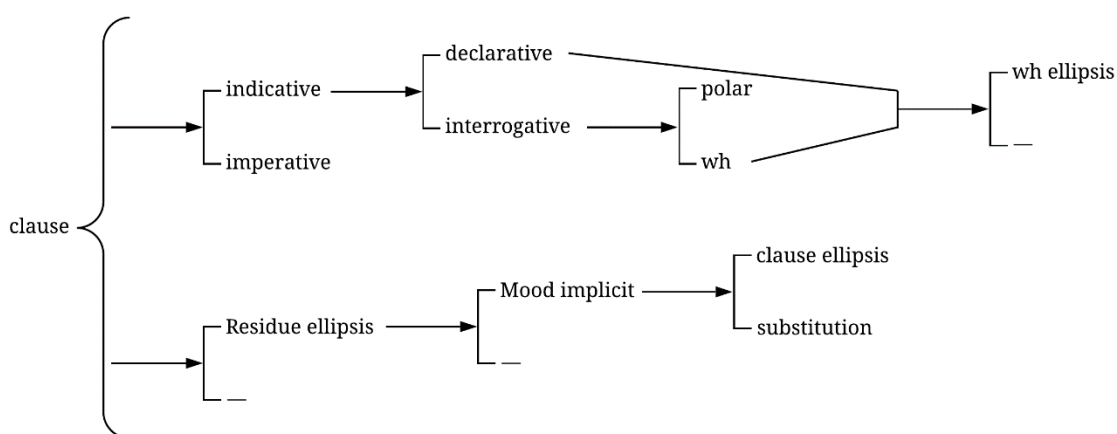 declarative
wh ellipsis
indicative
polar
interrogative
—
imperative
wh
clause
clause ellipsis
Mood implicit
Residue ellipsis
substitution
—
—